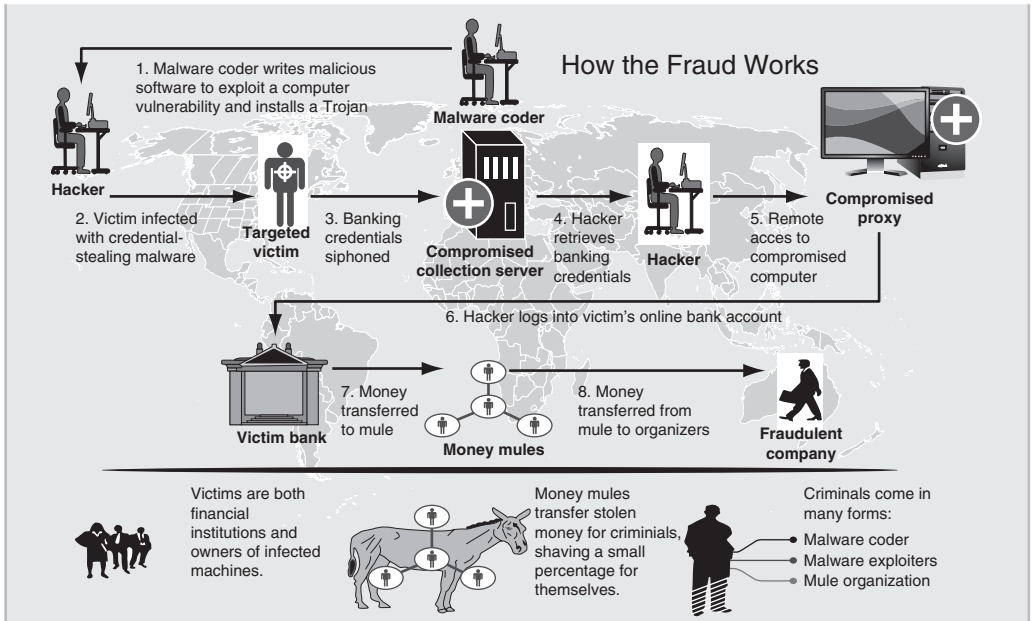 How the Fraud Works
1. Malware coder writes malicious
software to exploit a computer
vulnerability and installs a Trojan
Malware coder
Hacker
2. Victim infected
with credential-
stealing malware
Targeted
victim
3. Banking
credentials
siphoned
Compromised
collection server
4. Hacker
retrieves
banking
credentials
Hacker
5. Remote
acces to
compromised
computer
Compromised
proxy
6. Hacker logs into victim's online bank account
Victim bank
7. Money
transferred
to mule
Money mules
8. Money
transferred from
mule to organizers
Fraudulent
company
Victims are both
financial
institutions and
owners of infected
machines.
Money mules
transfer stolen
money for criminials,
shaving a small
percentage for
themselves.
Criminals come in
many forms:
Malware coder
Malware exploiters
Mule organization